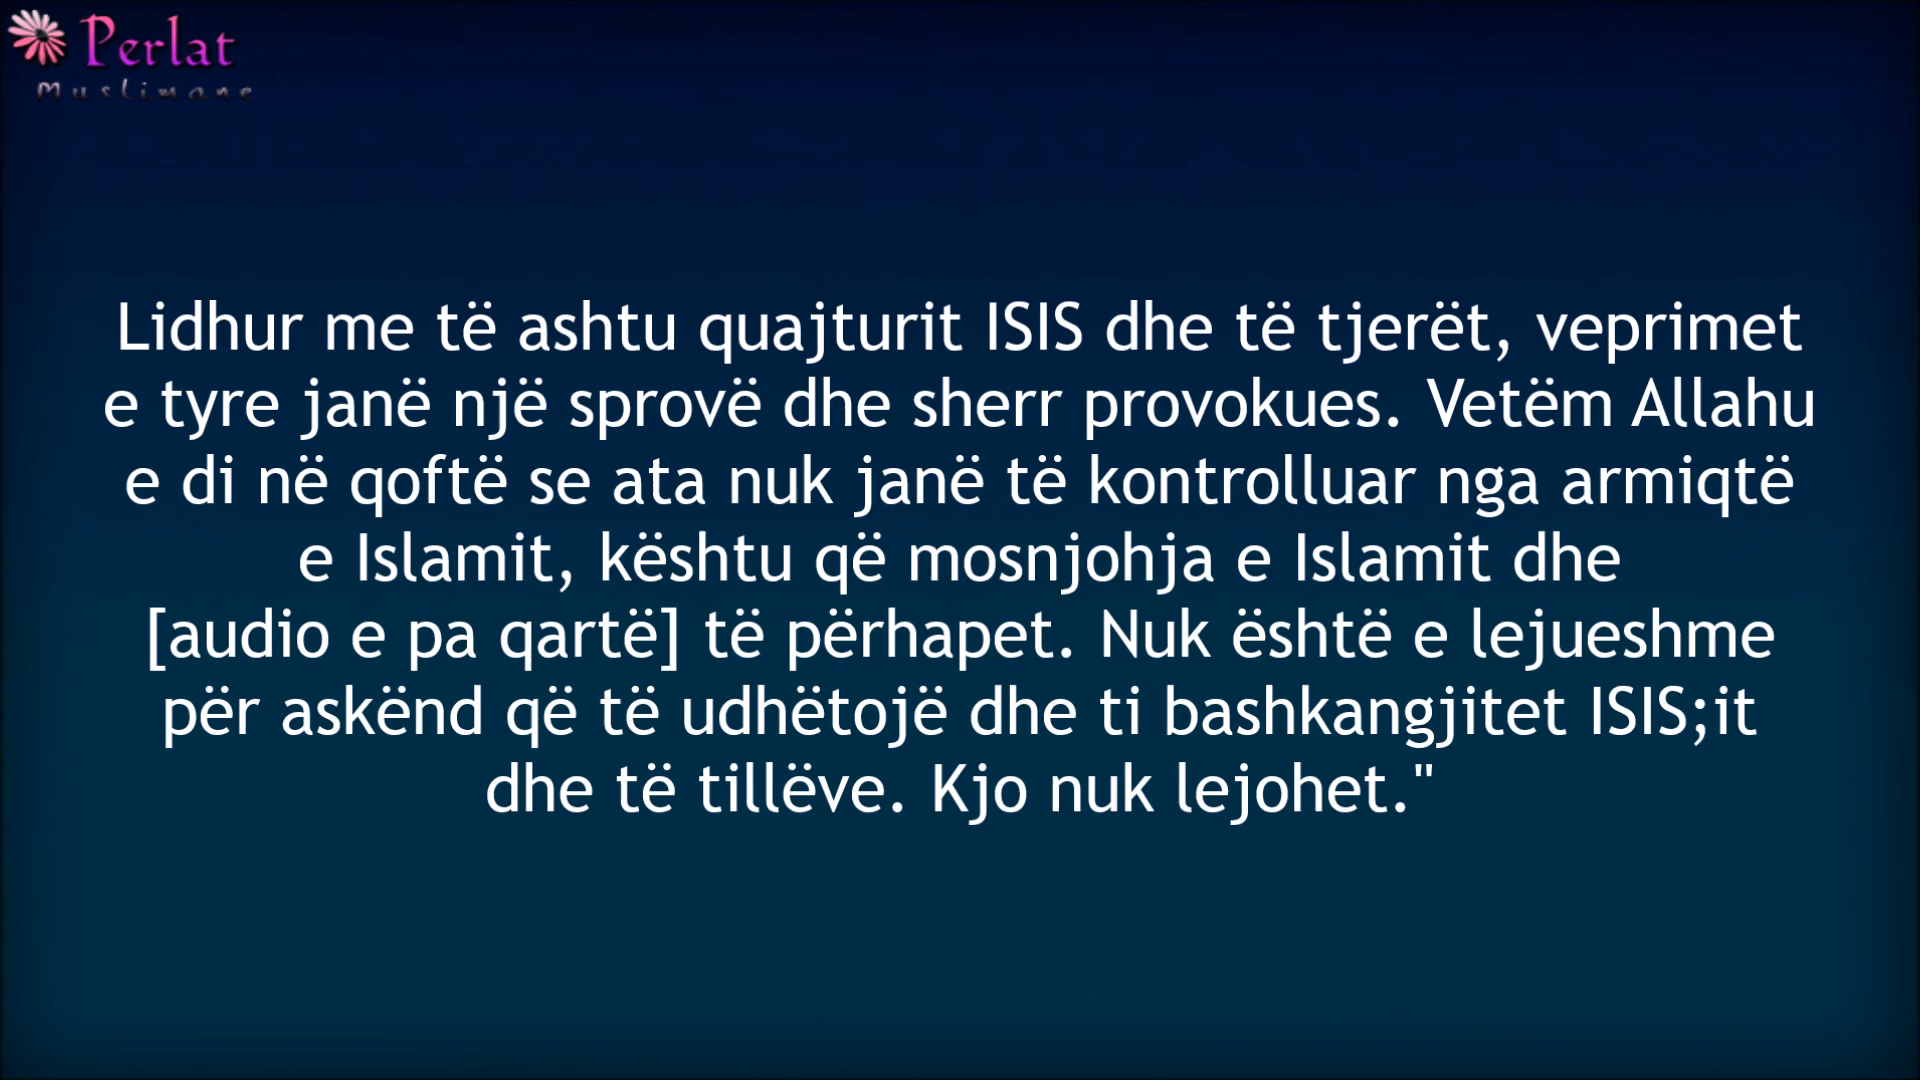 Perlat
Muslimane
Lidhur me të ashtu quajturit ISIS dhe të tjerët, veprimet
e tyre janë një sprovë dhe sherr provokues. Vetëm Allahu
e di në qoftë se ata nuk janë të kontrolluar nga armiqtë
e Islamit, kështu që mosnjohja e Islamit dhe
[audio e pa qartë] të përhapet. Nuk është e lejueshme
për askënd që të udhëtojë dhe ti bashkangjitet ISIS;it
dhe të tillëve. Kjo nuk lejohet."